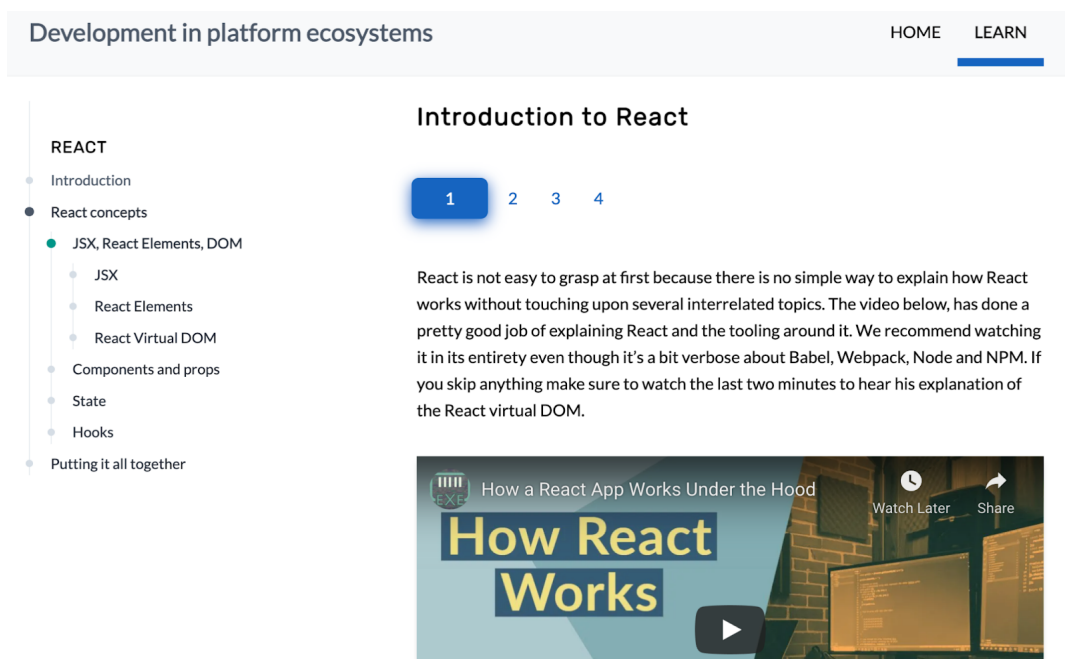 Development in platform ecosystems
HOME LEARN
REACT
Introduction
React concepts
JSX, React Elements, DOM
JSX
React Elements
React Virtual DOM
Components and props
State
Hooks
Putting it all together
Introduction to React
1 2 3 4
React is not easy to grasp at first because there is no simple way to explain how React
works without touching upon several interrelated topics. The video below, has done a
pretty good job of explaining React and the tooling around it. We recommend watching
it in its entirety even though it’s a bit verbose about Babel, Webpack, Node and NPM. If
you skip anything make sure to watch the last two minutes to hear his explanation of
the React virtual DOM.
EXE
How a React App Works Under the Hood
Watch Later Share
How React
Works